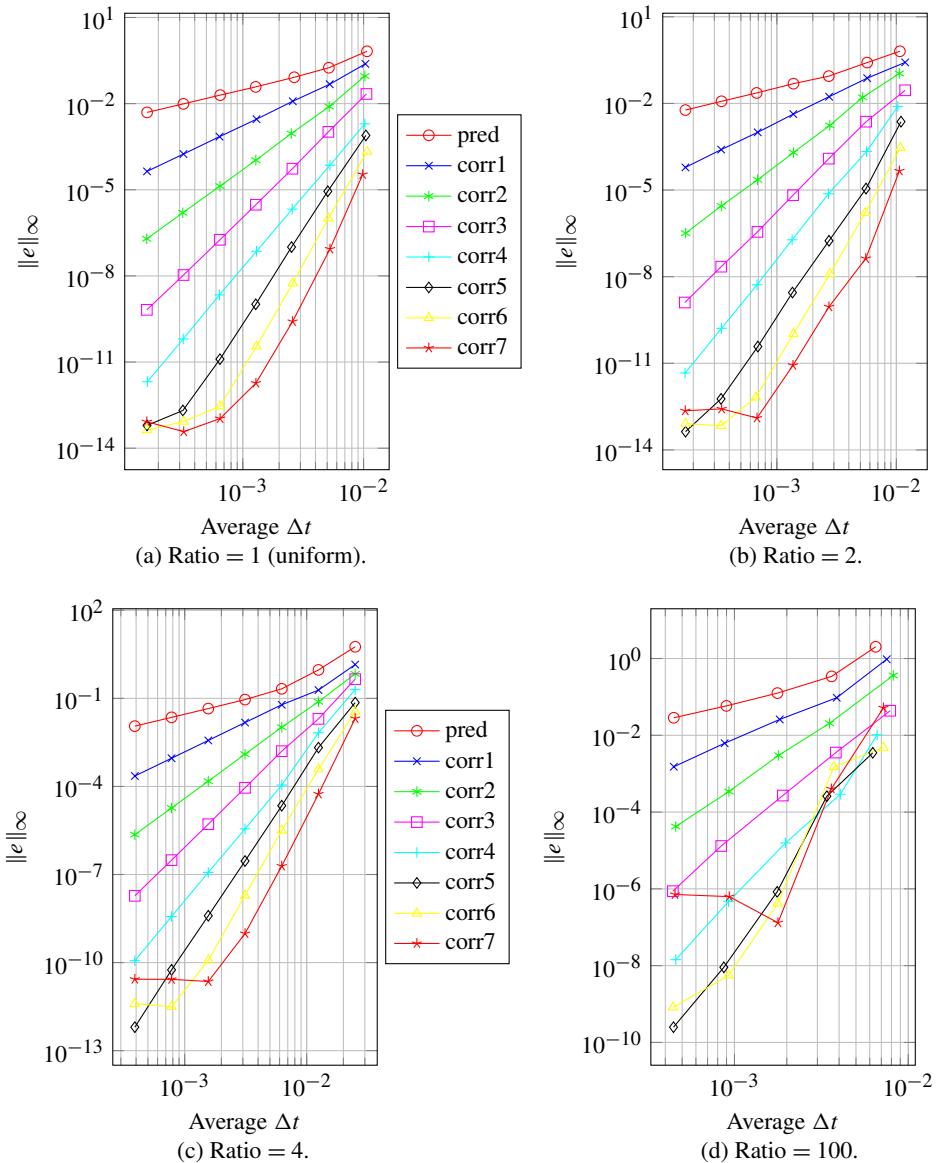 10^1
10^−2
10^−5
10^−8
10^−11
10^−14
‖e‖∞
10^−3
10^−2
Average Δt
(a) Ratio = 1 (uniform).
pred
corr1
corr2
corr3
corr4
corr5
corr6
corr7
10^1
10^−2
10^−5
10^−8
10^−11
10^−14
‖e‖∞
10^−3
10^−2
Average Δt
(b) Ratio = 2.
10^2
10^−1
10^−4
10^−7
10^−10
10^−13
‖e‖∞
10^−3
10^−2
Average Δt
(c) Ratio = 4.
pred
corr1
corr2
corr3
corr4
corr5
corr6
corr7
10^0
10^−2
10^−4
10^−6
10^−8
10^−10
‖e‖∞
10^−3
10^−2
Average Δt
(d) Ratio = 100.